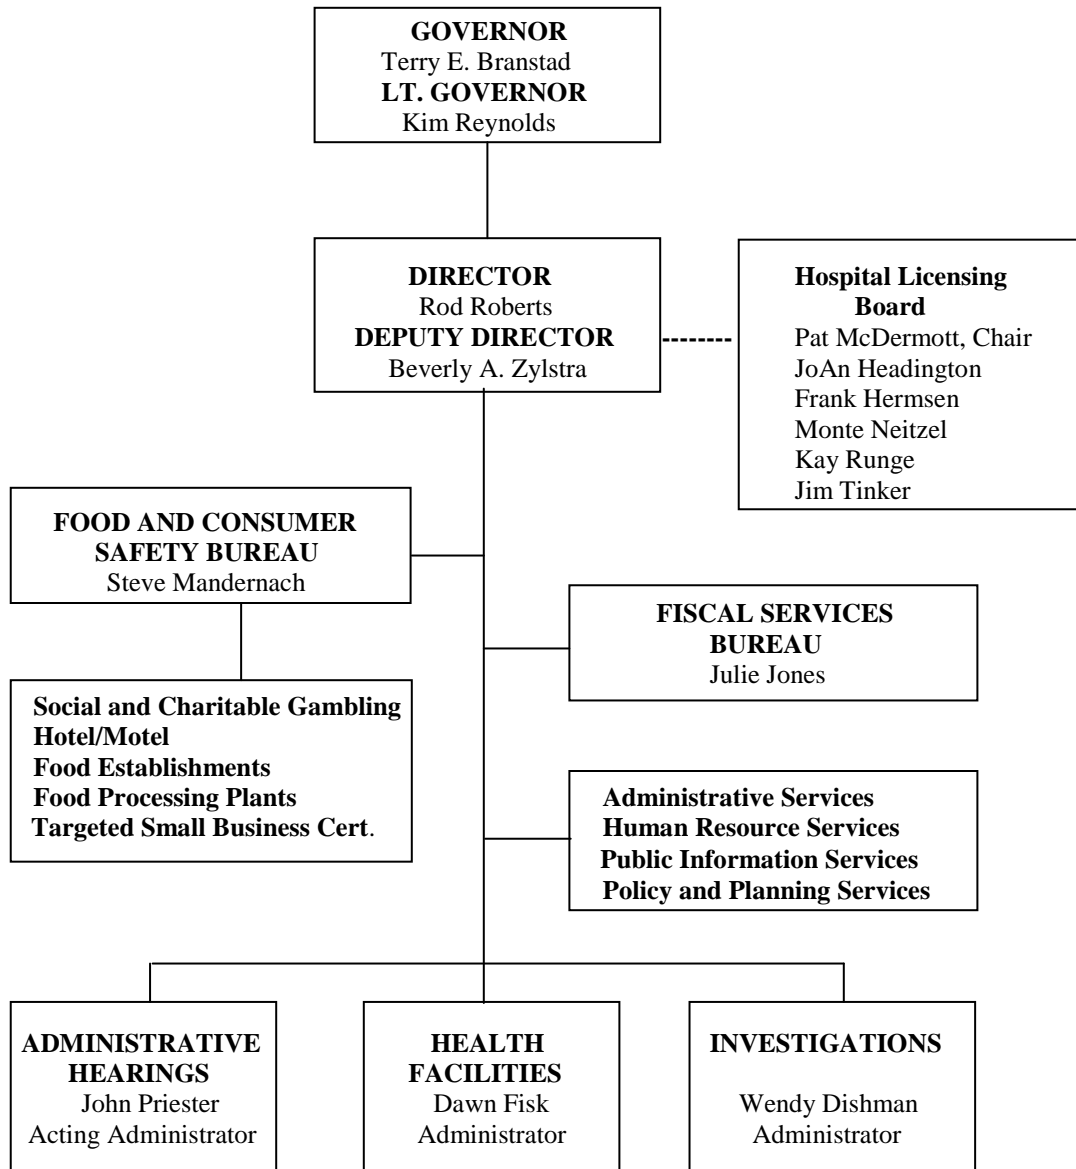 GOVERNOR
Terry E. Branstad
LT. GOVERNOR
Kim Reynolds
DIRECTOR
Rod Roberts
DEPUTY DIRECTOR
Beverly A. Zylstra
Hospital Licensing
Board
Pat McDermott, Chair
JoAn Headington
Frank Hermsen
Monte Neitzel
Kay Runge
Jim Tinker
FOOD AND CONSUMER
SAFETY BUREAU
Steve Mandernach
FISCAL SERVICES
BUREAU
Julie Jones
Social and Charitable Gambling
Hotel/Motel
Food Establishments
Food Processing Plants
Targeted Small Business Cert.
Administrative Services
Human Resource Services
Public Information Services
Policy and Planning Services
ADMINISTRATIVE
HEARINGS
John Priester
Acting Administrator
HEALTH
FACILITIES
Dawn Fisk
Administrator
INVESTIGATIONS
Wendy Dishman
Administrator